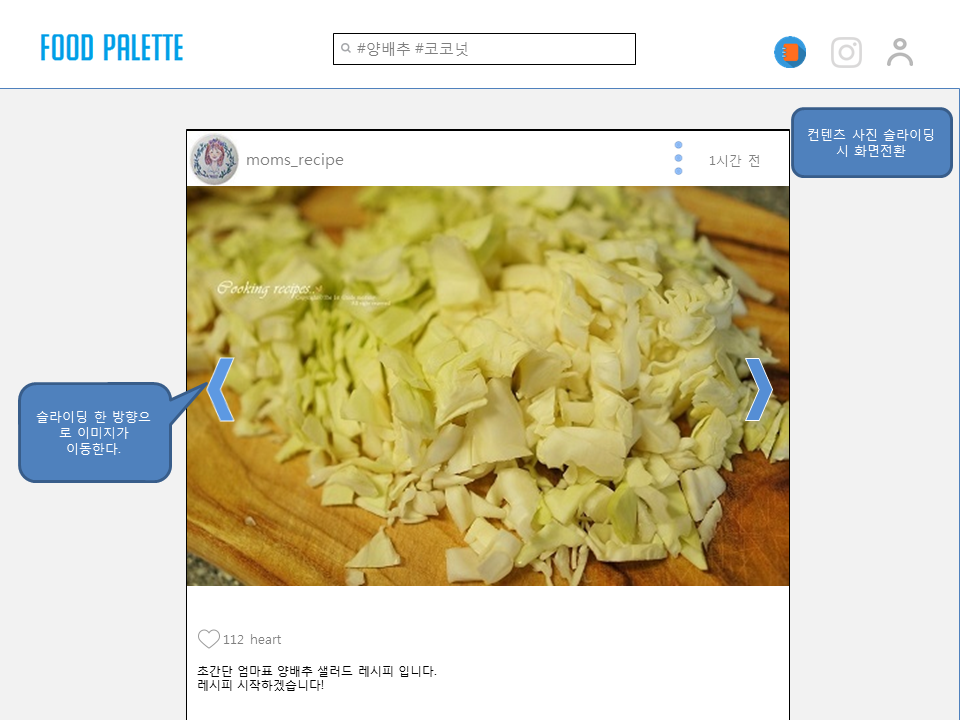 FOOD PALETTE
#양배추 #코코넛
컨텐츠 사진 슬라이딩
시 화면전환
moms_recipe
1시간 전
Cooking recipes..
슬라이딩 한 방향으
로 이미지가
이동한다.
112 heart
초간단 엄마표 양배추 샐러드 레시피 입니다.
레시피 시작하겠습니다!